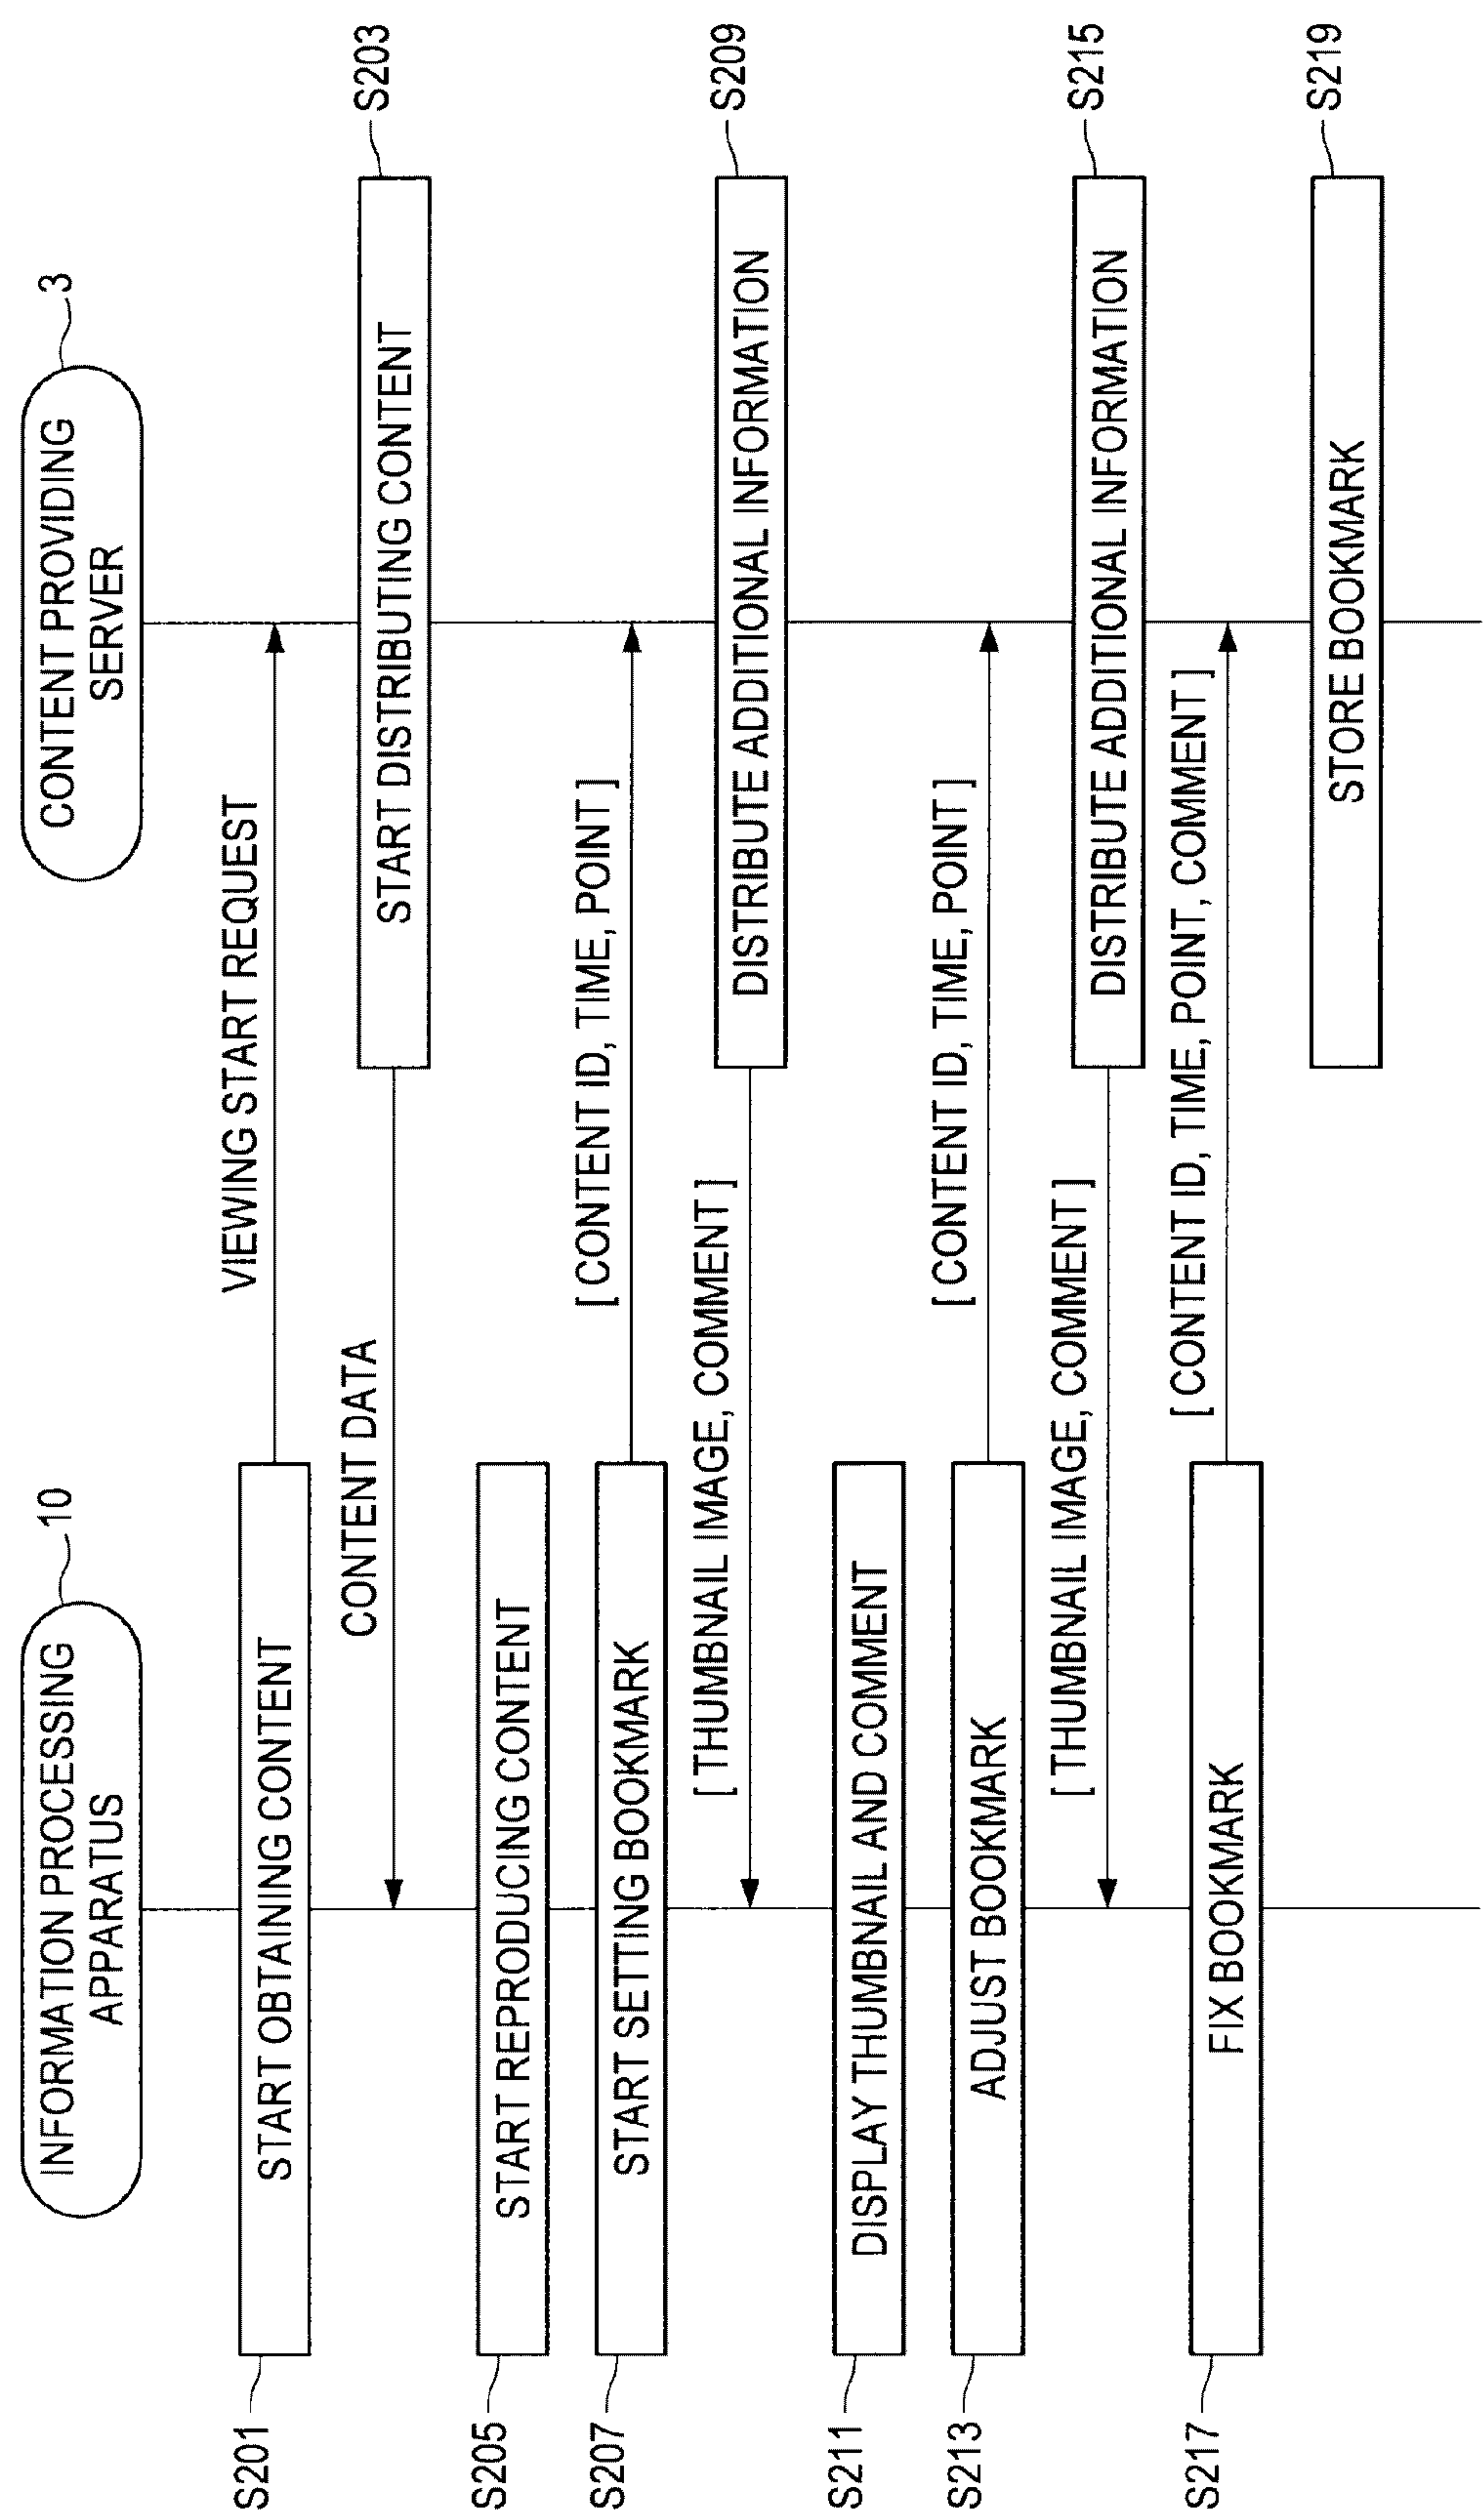 INFORMATION PROCESSING
APPARATUS
10
CONTENT PROVIDING
SERVER
3
S201
START OBTAINING CONTENT
VIEWING START REQUEST
START DISTRIBUTING CONTENT
S203
CONTENT DATA
S205
START REPRODUCING CONTENT
S207
START SETTING BOOKMARK
[ CONTENT ID, TIME, POINT ]
DISTRIBUTE ADDITIONAL INFORMATION
S209
[ THUMBNAIL IMAGE, COMMENT ]
S211
DISPLAY THUMBNAIL AND COMMENT
S213
ADJUST BOOKMARK
[ CONTENT ID, TIME, POINT ]
DISTRIBUTE ADDITIONAL INFORMATION
S215
[ THUMBNAIL IMAGE, COMMENT ]
S217
FIX BOOKMARK
[ CONTENT ID, TIME, POINT, COMMENT ]
STORE BOOKMARK
S219